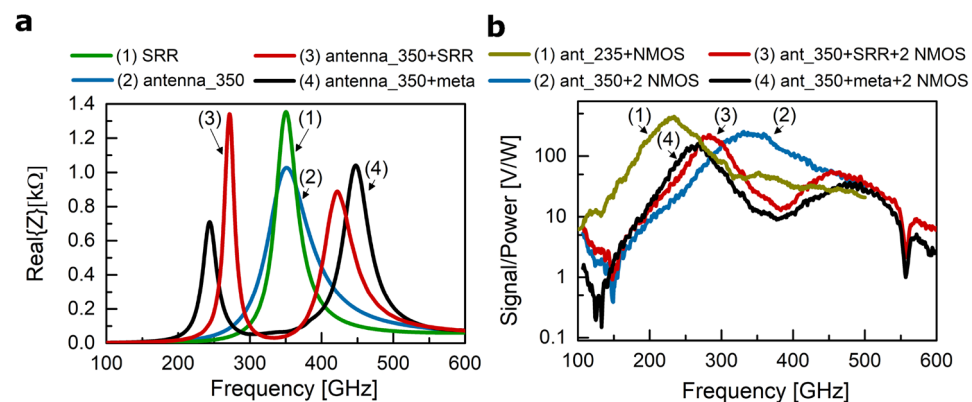 a
(1) SRR (3) antenna_350+SRR
(2) antenna_350 (4) antenna_350+meta
1.4
1.2
1.0
0.8
0.6
0.4
0.2
0.0
Real{Z}[kΩ]
(3)
(1)
(2)
(4)
100 200 300 400 500 600
Frequency [GHz]
b
(1) ant_235+NMOS (3) ant_350+SRR+2 NMOS
(2) ant_350+2 NMOS (4) ant_350+meta+2 NMOS
100
10
1
0.1
Signal/Power [V/W]
(1)
(3)
(2)
(4)
100 200 300 400 500 600
Frequency [GHz]